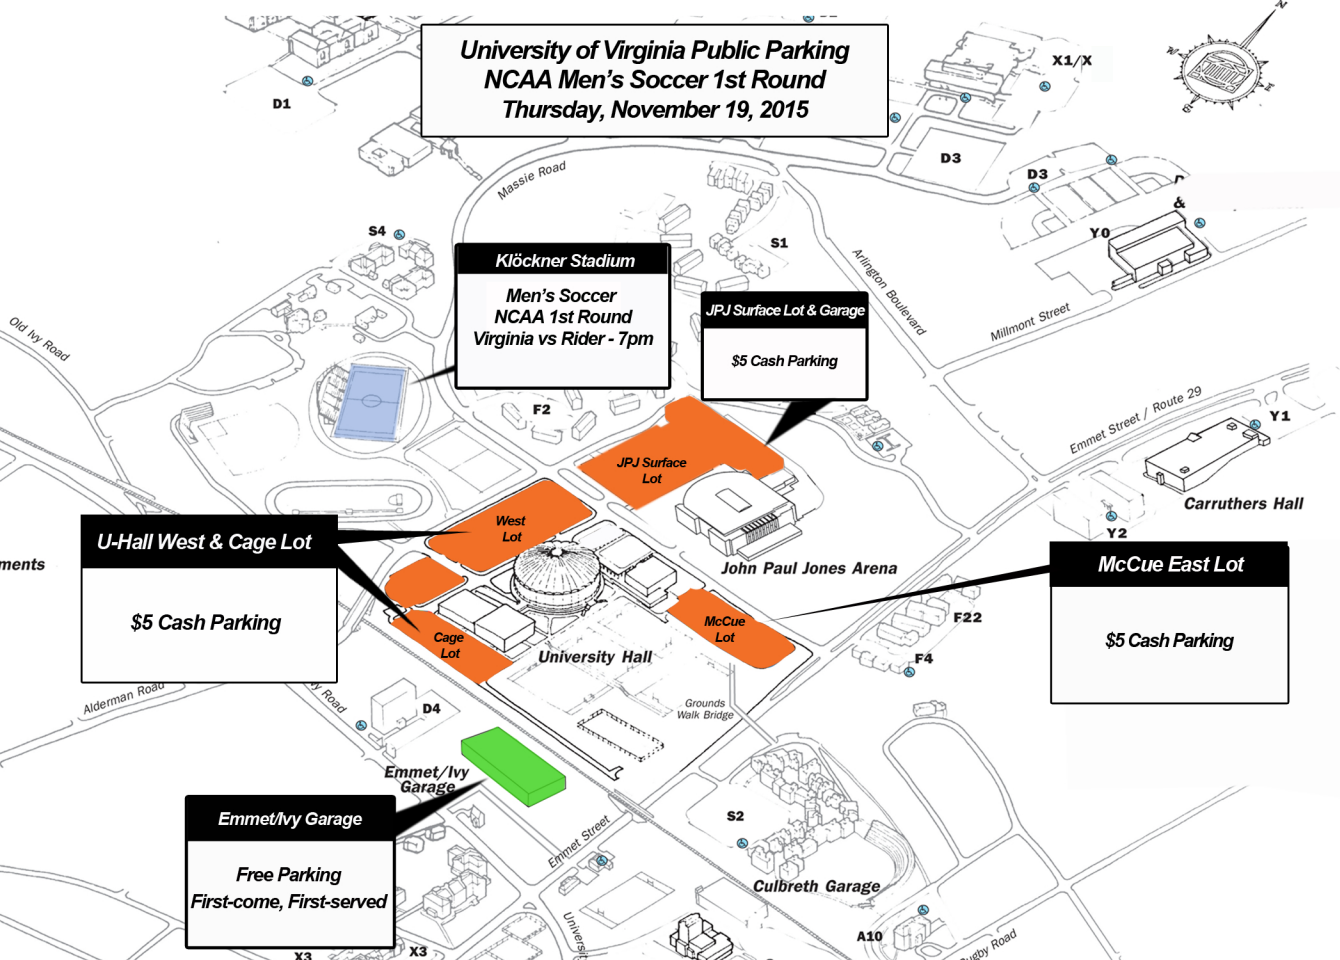 University of Virginia Public Parking
NCAA Men's Soccer 1st Round
Thursday, November 19, 2015
N
D1
X1/X
D3
D3
Massie Road
&
Y0
S4
S1
Klöckner Stadium
Men's Soccer
NCAA 1st Round
Virginia vs Rider - 7pm
Arlington Boulevard
JPJ Surface Lot & Garage
$5 Cash Parking
Millmont Street
Old Ivy Road
F2
Emmet Street / Route 29
Y1
JPJ Surface
Lot
Carruthers Hall
West
Lot
Y2
U-Hall West & Cage Lot
$5 Cash Parking
ments
John Paul Jones Arena
McCue East Lot
$5 Cash Parking
McCue
Lot
F22
Cage
Lot
University Hall
F4
Alderman Road
vy Road
D4
Grounds
Walk Bridge
Emmet/Ivy
Garage
Emmet/Ivy Garage
Free Parking
First-come, First-served
S2
Emmet Street
Culbreth Garage
Universi
A10
Rugby Road
X3
X3